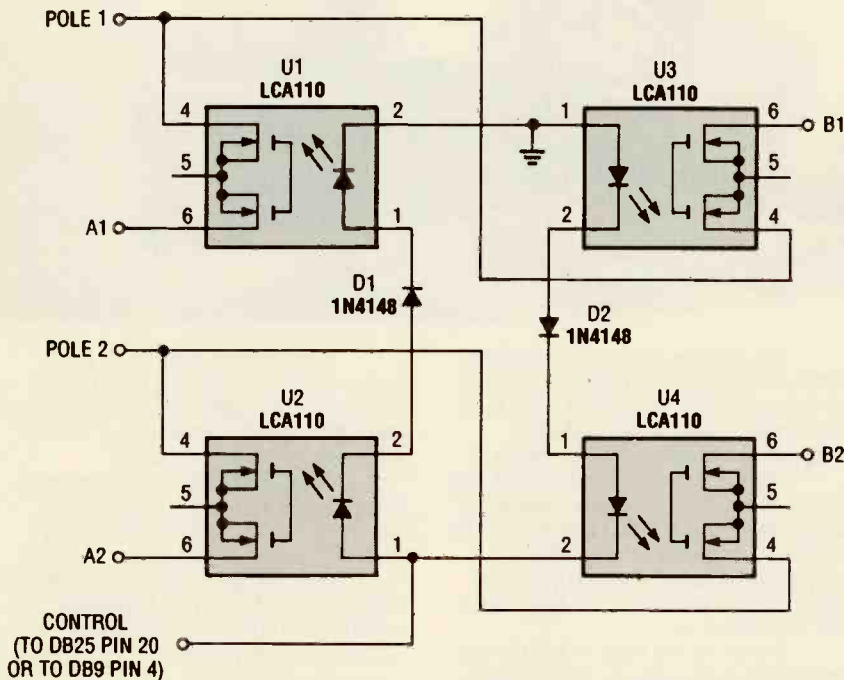 POLE 1
U1
LCA110
4
5
6
2
1
A1
U3
LCA110
1
2
6
5
4
B1
D1
1N4148
D2
1N4148
POLE 2
U2
LCA110
4
5
6
2
1
A2
U4
LCA110
1
2
6
5
4
B2
CONTROL
(TO DB25 PIN 20
OR TO DB9 PIN 4)